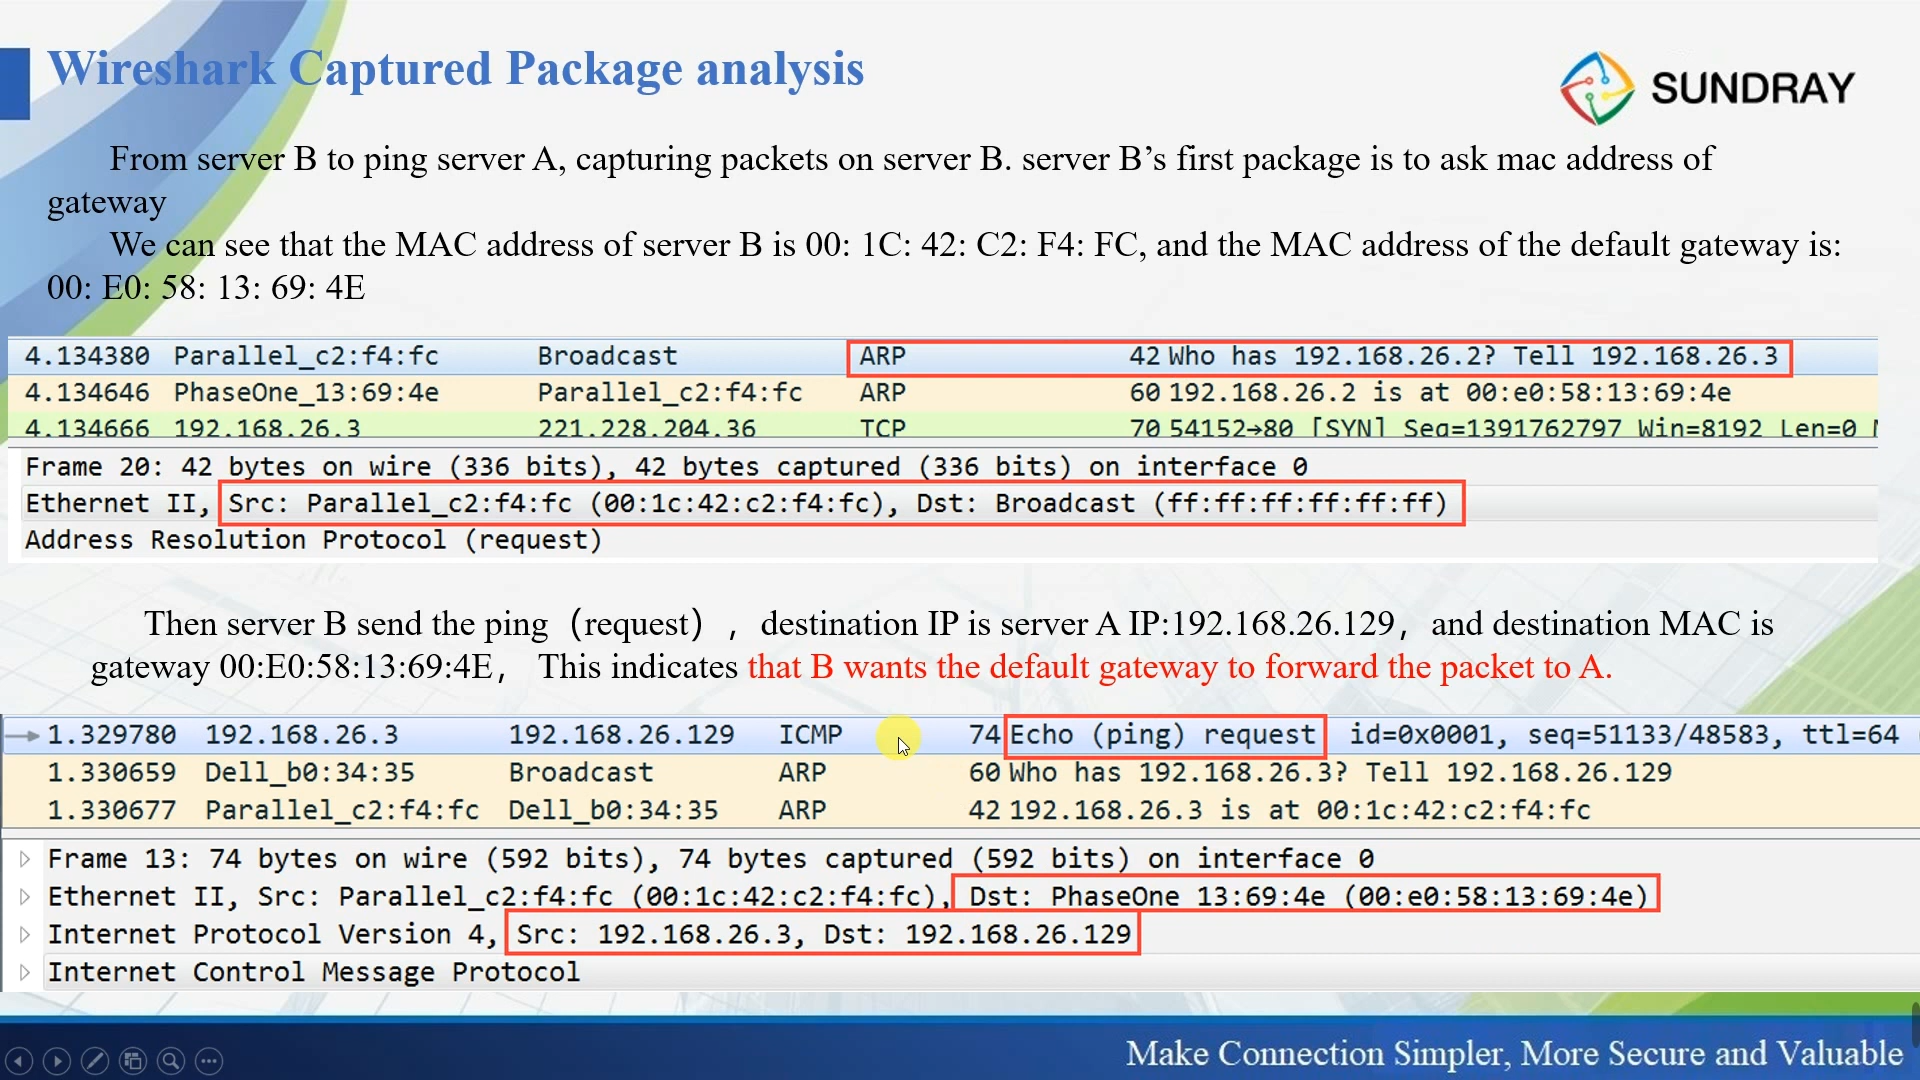 Wireshark Captured Package analysis
SUNDRAY
From server B to ping server A, capturing packets on server B. server B’s first package is to ask mac address of
gateway
We can see that the MAC address of server B is 00: 1C: 42: C2: F4: FC, and the MAC address of the default gateway is:
00: E0: 58: 13: 69: 4E
4.134380 Parallel_c2:f4:fc Broadcast ARP 42 Who has 192.168.26.2? Tell 192.168.26.3
4.134646 PhaseOne_13:69:4e Parallel_c2:f4:fc ARP 60 192.168.26.2 is at 00:e0:58:13:69:4e
4.134666 192.168.26.3 221.228.204.36 TCP 70 54152→80 [SYN] Seq=1391762797 Win=8192 Len=0
Frame 20: 42 bytes on wire (336 bits), 42 bytes captured (336 bits) on interface 0
Ethernet II, Src: Parallel_c2:f4:fc (00:1c:42:c2:f4:fc), Dst: Broadcast (ff:ff:ff:ff:ff:ff)
Address Resolution Protocol (request)
Then server B send the ping（request），destination IP is server A IP:192.168.26.129，and destination MAC is
gateway 00:E0:58:13:69:4E， This indicates that B wants the default gateway to forward the packet to A.
1.329780 192.168.26.3 192.168.26.129 ICMP 74 Echo (ping) request id=0x0001, seq=51133/48583, ttl=64
1.330659 Dell_b0:34:35 Broadcast ARP 60 Who has 192.168.26.3? Tell 192.168.26.129
1.330677 Parallel_c2:f4:fc Dell_b0:34:35 ARP 42 192.168.26.3 is at 00:1c:42:c2:f4:fc
Frame 13: 74 bytes on wire (592 bits), 74 bytes captured (592 bits) on interface 0
Ethernet II, Src: Parallel_c2:f4:fc (00:1c:42:c2:f4:fc), Dst: PhaseOne 13:69:4e (00:e0:58:13:69:4e)
Internet Protocol Version 4, Src: 192.168.26.3, Dst: 192.168.26.129
Internet Control Message Protocol
Make Connection Simpler, More Secure and Valuable